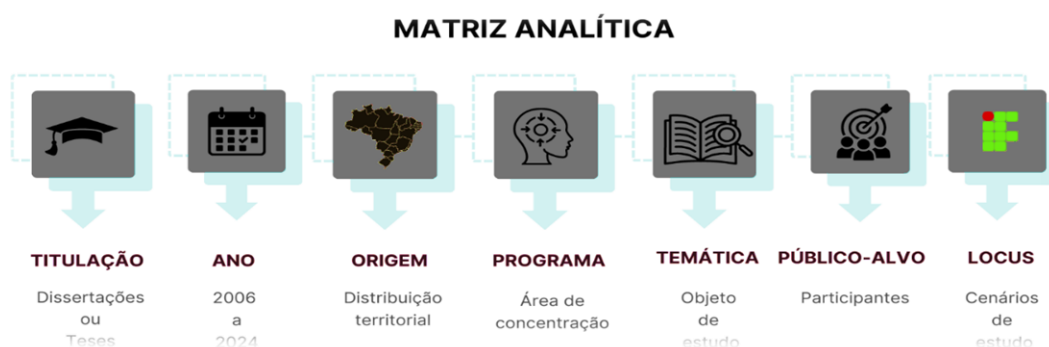 MATRIZ ANALÍTICA
TITULAÇÃO
Dissertações
ou
Teses
ANO
2006
a
2024
ORIGEM
Distribuição
territorial
PROGRAMA
Área de
concentração
TEMÁTICA
Objeto
de
estudo
PÚBLICO-ALVO
Participantes
LOCUS
Cenários
de
estudo